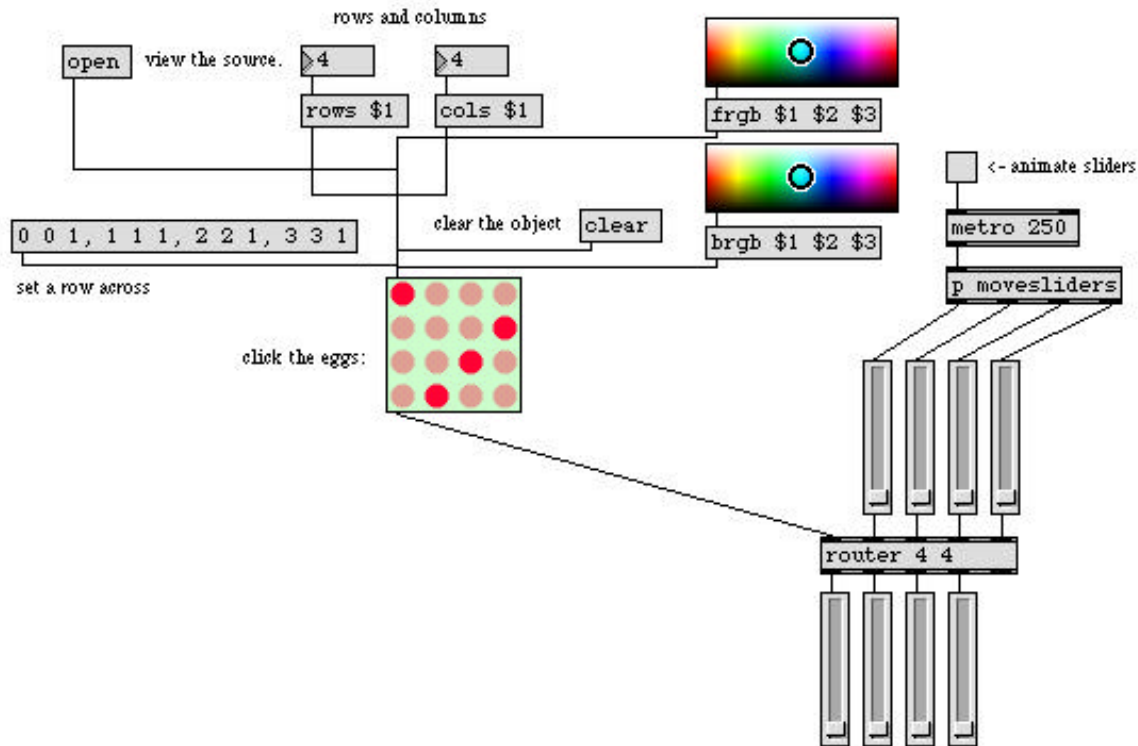 rows and columns
open
view the source.
4
4
rows $1
cols $1
frgb $1 $2 $3
<- animate sliders
clear the object
clear
0 0 1, 1 1 1, 2 2 1, 3 3 1
brgb $1 $2 $3
metro 250
set a row across
p movesliders
click the eggs:
router 4 4